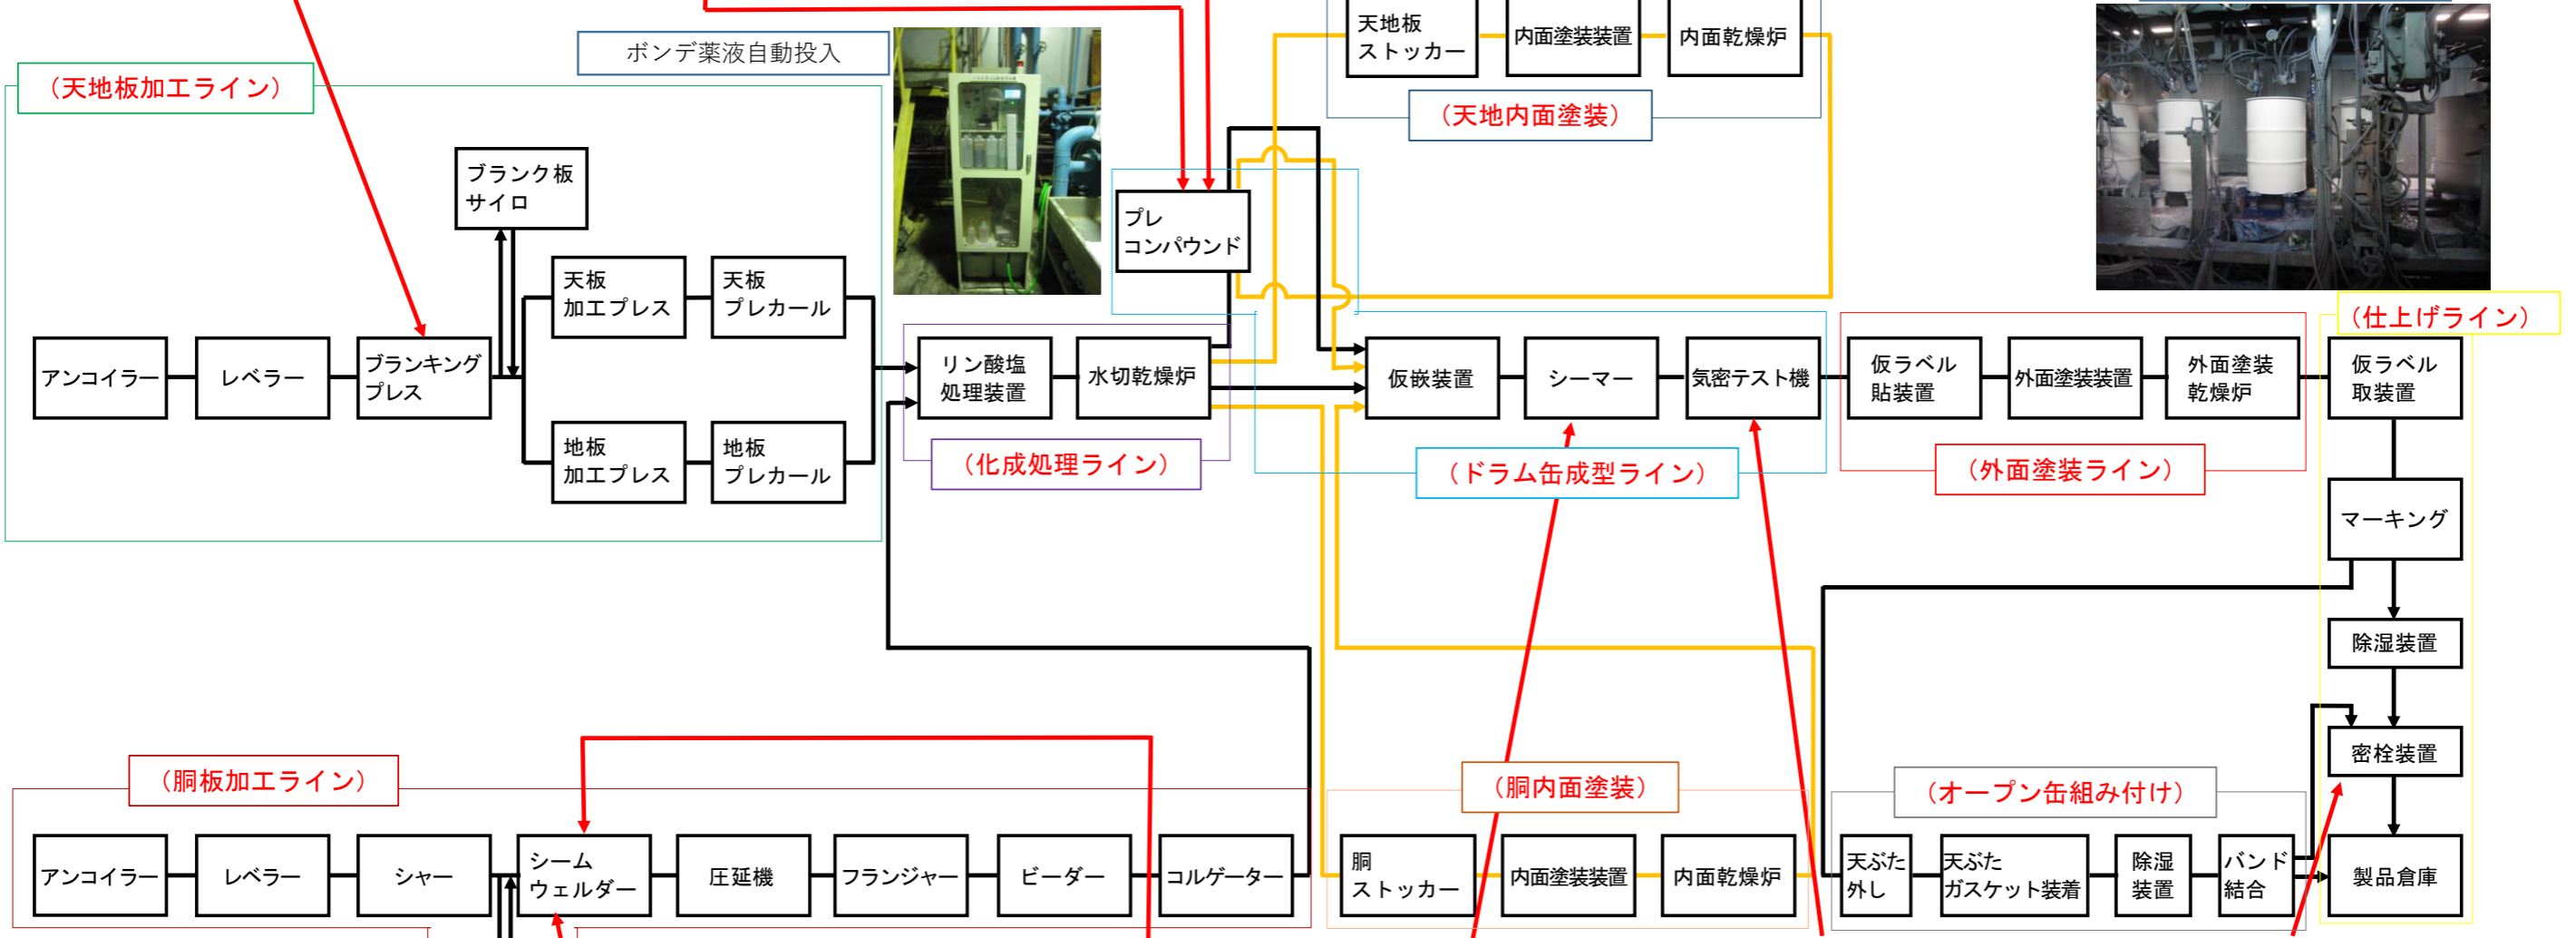 天地板
ストッカー
内面塗装装置
内面乾燥炉
ボンデ薬液自動投入
（天地板加工ライン）
（天地内面塗装）
ブランク板
サイロ
プレ
コンパウンド
天板
加工プレス
天板
プレカール
（仕上げライン）
アンコイラー
レベラー
ブランキング
プレス
リン酸塩
処理装置
水切乾燥炉
仮嵌装置
シーマー
気密テスト機
仮ラベル
貼装置
外面塗装装置
外面塗装
乾燥炉
仮ラベル
取装置
地板
加工プレス
地板
プレカール
（化成処理ライン）
（ドラム缶成型ライン）
（外面塗装ライン）
マーキング
除湿装置
密栓装置
（胴板加工ライン）
（胴内面塗装）
（オープン缶組み付け）
アンコイラー
レベラー
シャー
シーム
ウェルダー
圧延機
フランジャー
ビーダー
コルゲーター
胴
ストッカー
内面塗装装置
内面乾燥炉
天ぶた
外し
天ぶた
ガスケット装着
除湿
装置
バンド
結合
製品倉庫